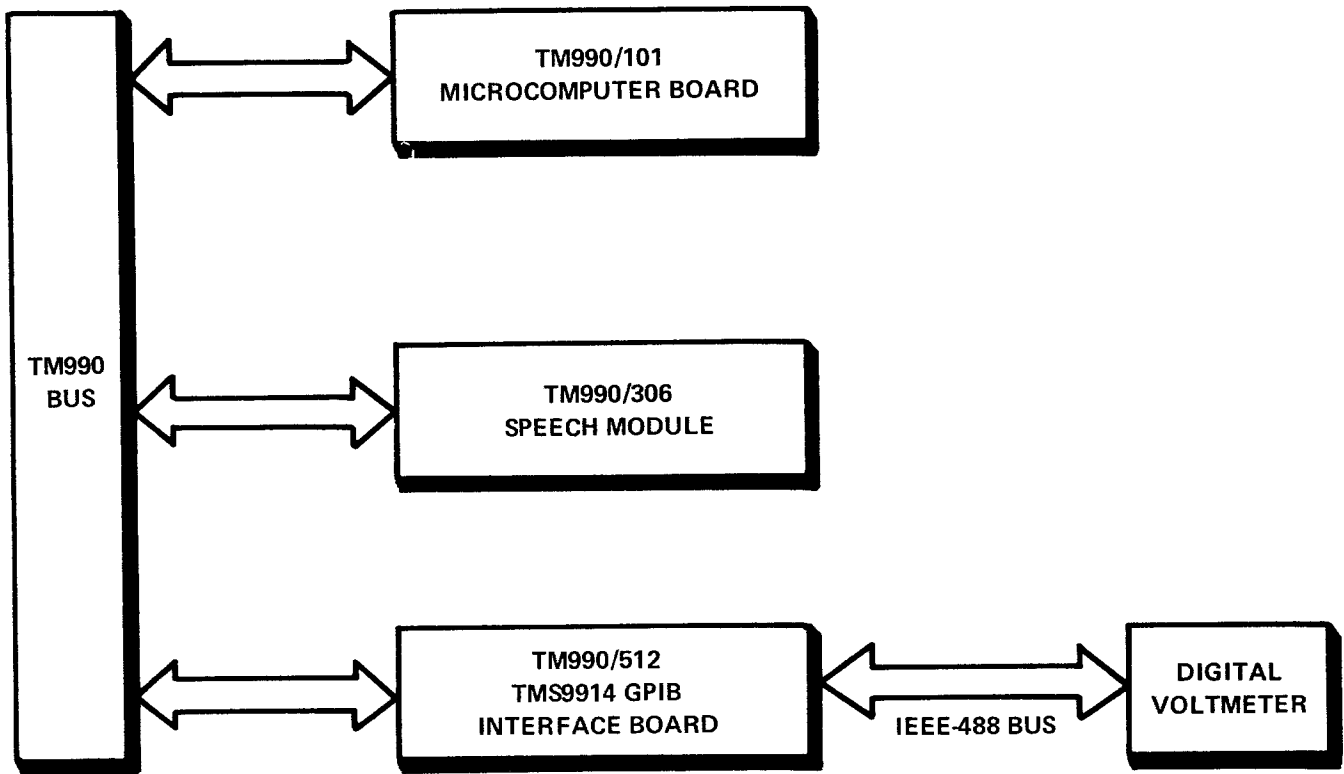 TM990/101
MICROCOMPUTER BOARD
TM990
BUS
TM990/306
SPEECH MODULE
TM990/512
TMS9914 GPIB
INTERFACE BOARD
IEEE-488 BUS
DIGITAL
VOLTMETER